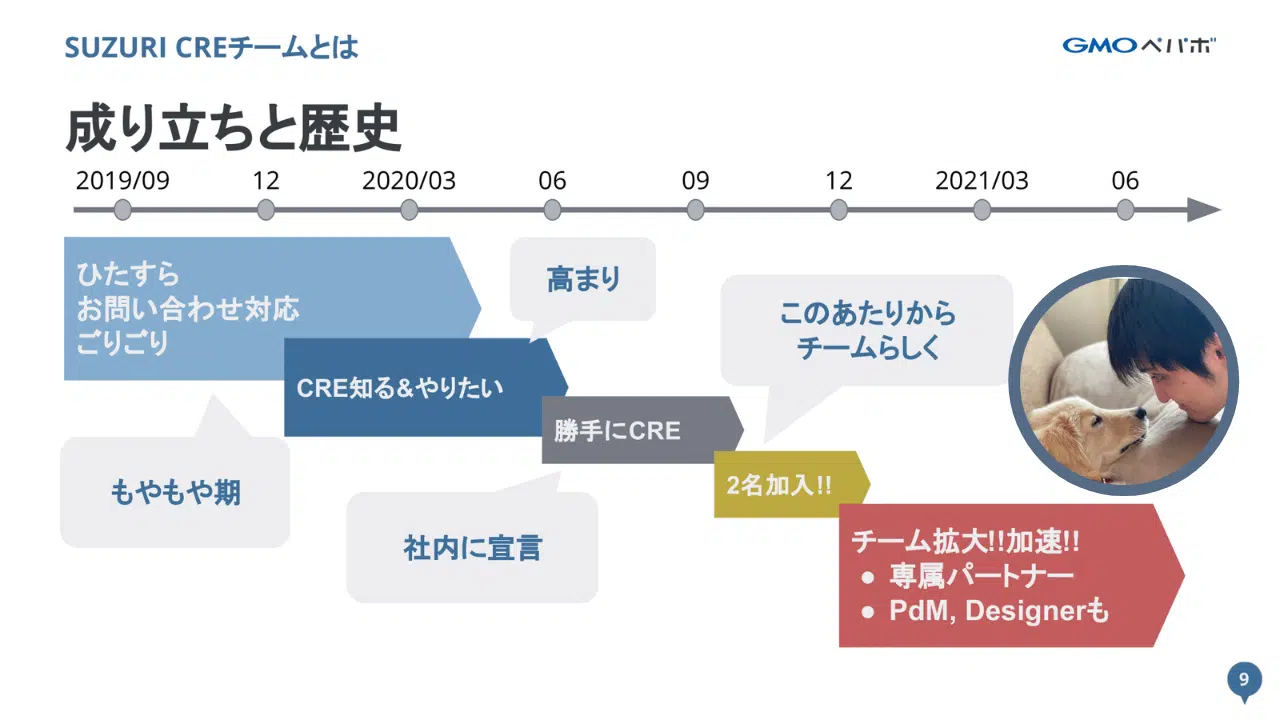 SUZURI CREチームとは
GMOペパボ
成り立ちと歴史
2019/09 12 2020/03 06 09 12 2021/03 06
ひたすら
お問い合わせ対応
ごりごり
高まり
このあたりから
チームらしく
CRE知る&やりたい
勝手にCRE
もやもや期
2名加入!!
社内に宣言
チーム拡大!!加速!!
● 専属パートナー
● PdM, Designerも
9